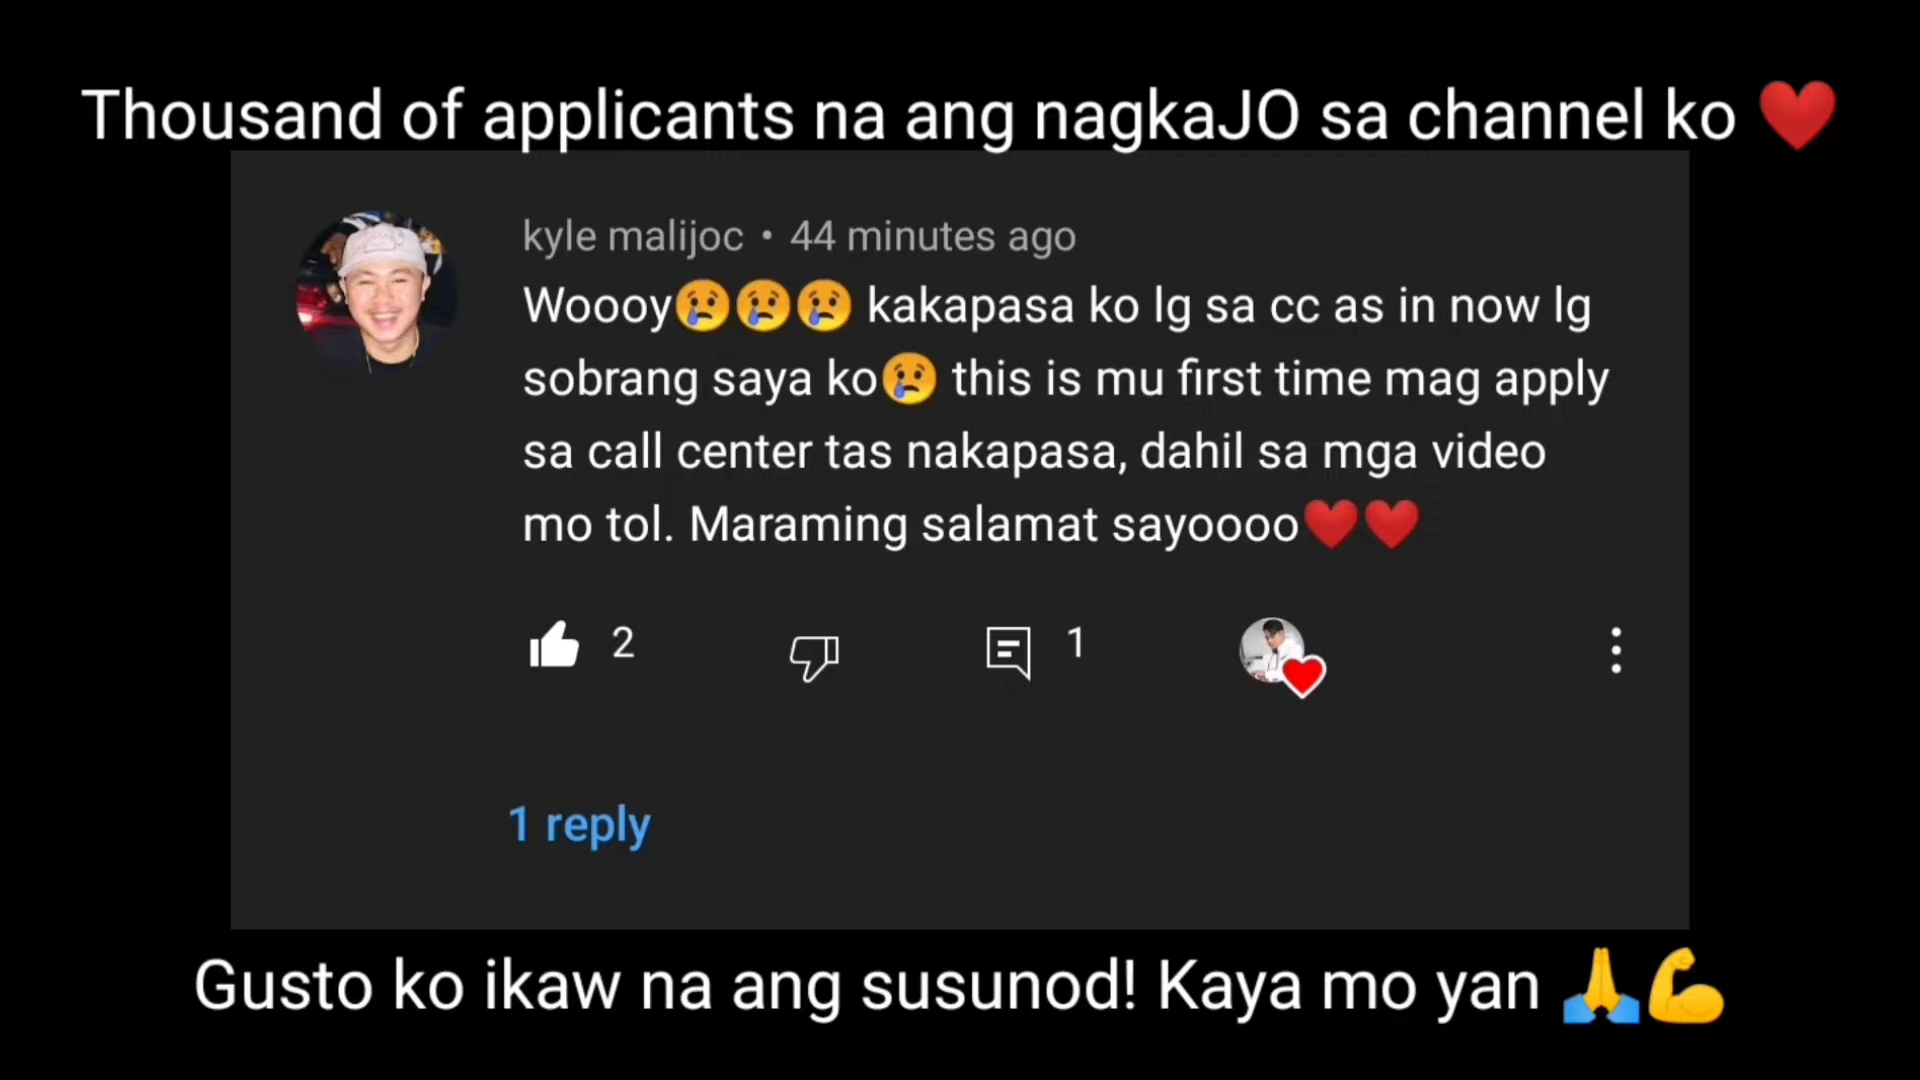 Thousand of applicants na ang nagkaJO sa channel ko ❤️
kyle malijoc • 44 minutes ago
Woooy😢😢😢 kakapasa ko lg sa cc as in now lg
sobrang saya ko😢 this is mu first time mag apply
sa call center tas nakapasa, dahil sa mga video
mo tol. Maraming salamat sayoooo❤️❤️
2 1
1 reply
Gusto ko ikaw na ang susunod! Kaya mo yan 🙏💪